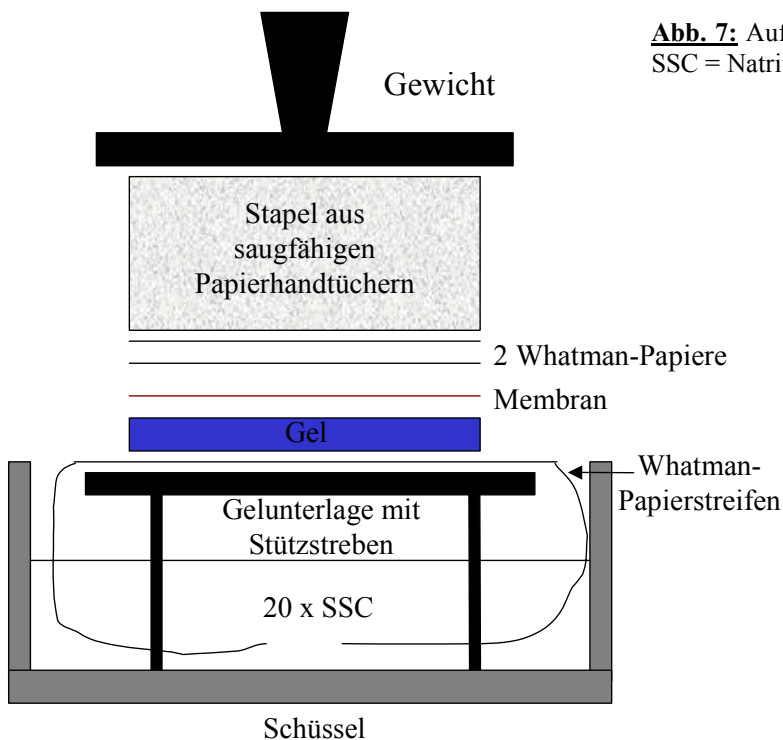 Abb. 7: Auf
SSC = Natri
Gewicht
Stapel aus
saugfähigen
Papierhandtüchern
2 Whatman-Papiere
Membran
Gel
Whatman-
Papierstreifen
Gelunterlage mit
Stützstreben
20 x SSC
Schüssel